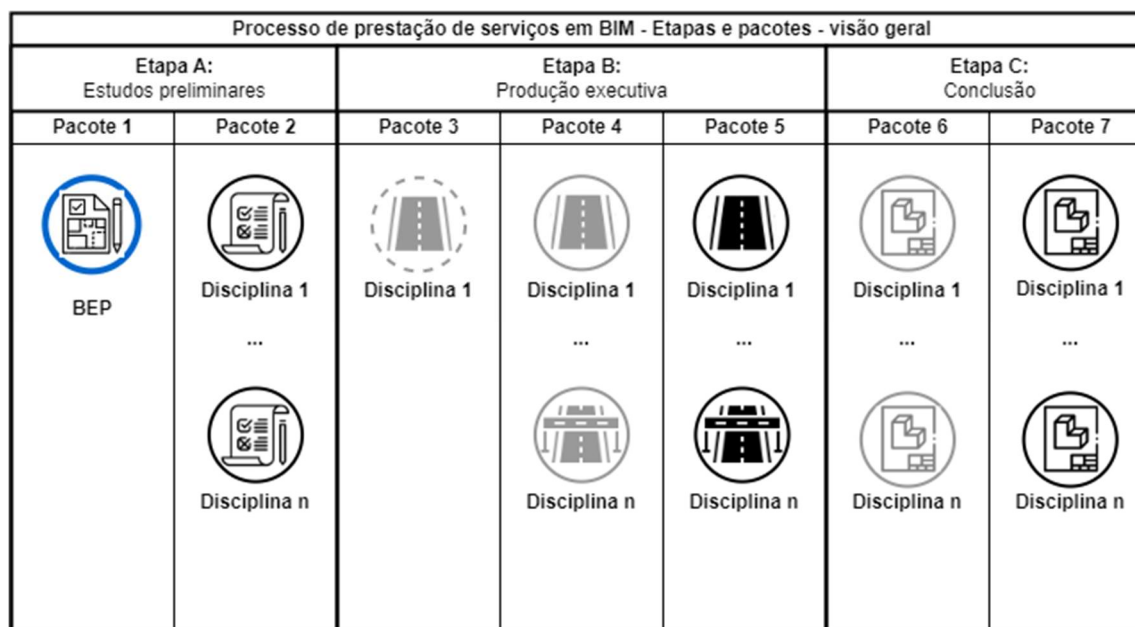 Processo de prestação de serviços em BIM - Etapas e pacotes - visão geral
Etapa A:
Estudos preliminares
Etapa B:
Produção executiva
Etapa C:
Conclusão
Pacote 1
Pacote 2
Pacote 3
Pacote 4
Pacote 5
Pacote 6
Pacote 7
BEP
Disciplina 1
...
Disciplina n
Disciplina 1
Disciplina 1
...
Disciplina n
Disciplina 1
...
Disciplina n
Disciplina 1
...
Disciplina n
Disciplina 1
...
Disciplina n